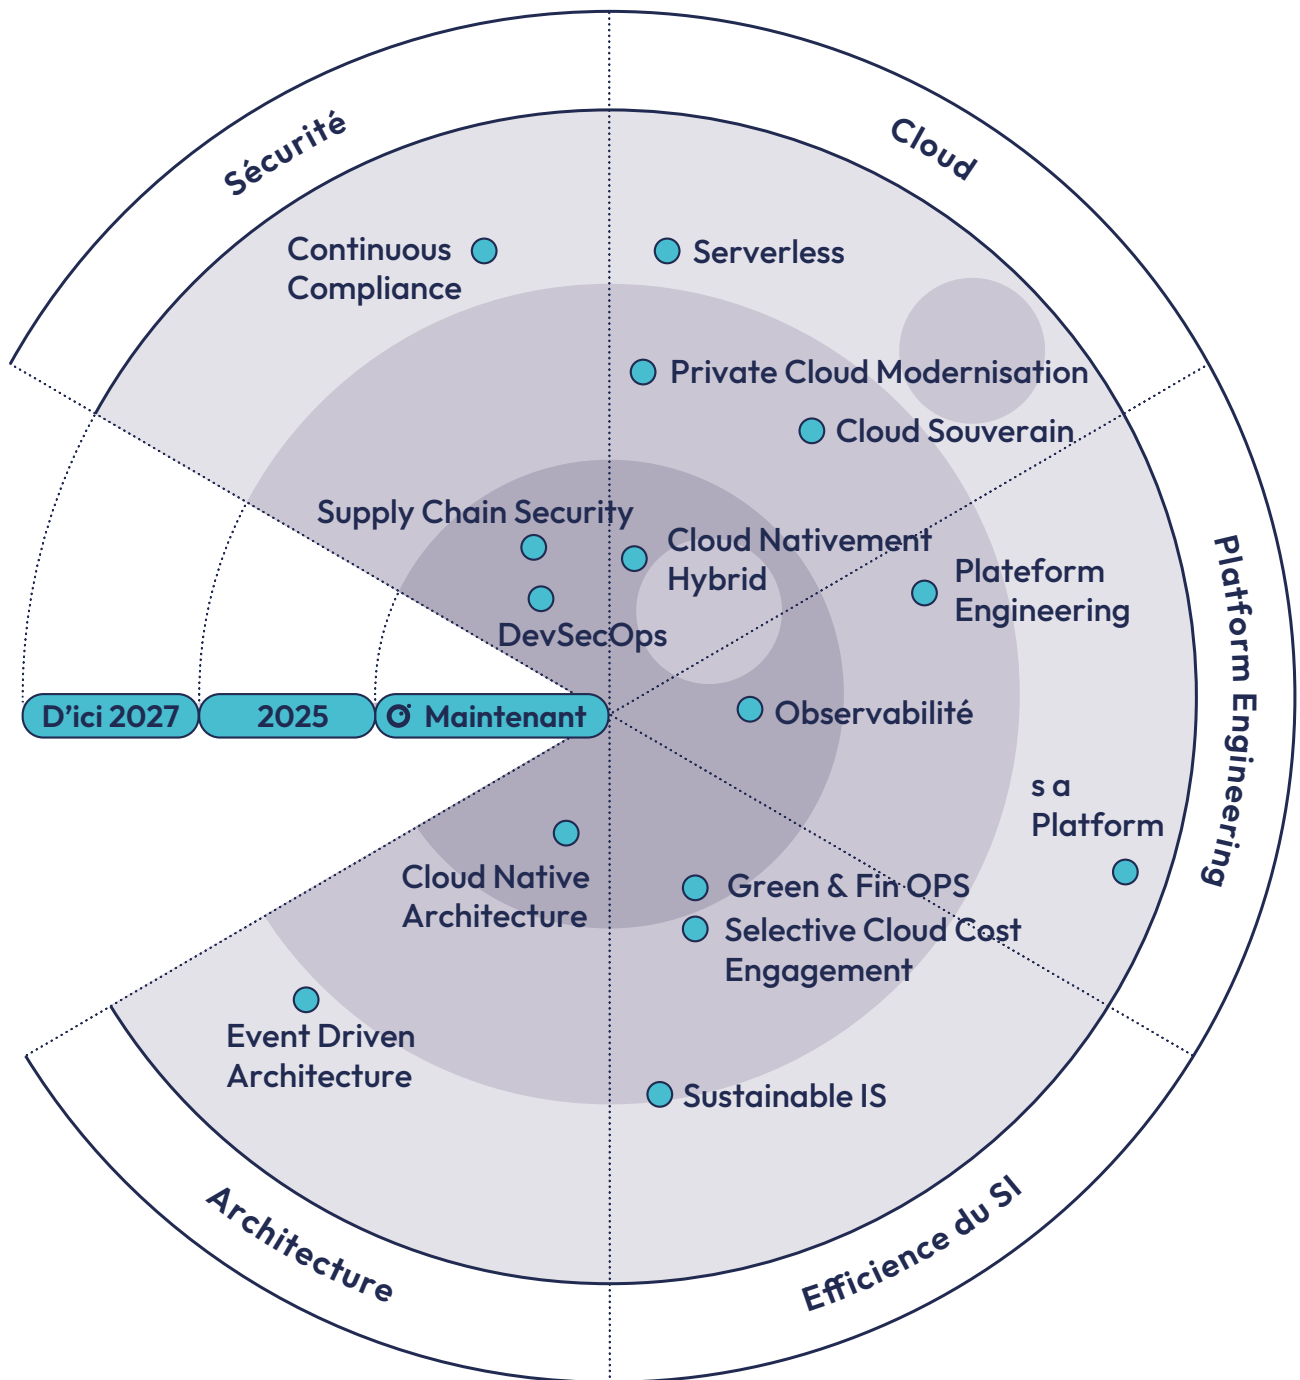 Sécurité
Cloud
Continuous
Compliance
Serverless
Private Cloud Modernisation
Cloud Souverain
Supply Chain Security
Cloud Nativement
Hybrid
Plateform
Engineering
DevSecOps
Platform Engineering
D’ici 2027
2025
Maintenant
Observabilité
s a
Platform
Cloud Native
Architecture
Green & Fin OPS
Selective Cloud Cost
Engagement
Event Driven
Architecture
Sustainable IS
Architecture
Efficience du SI